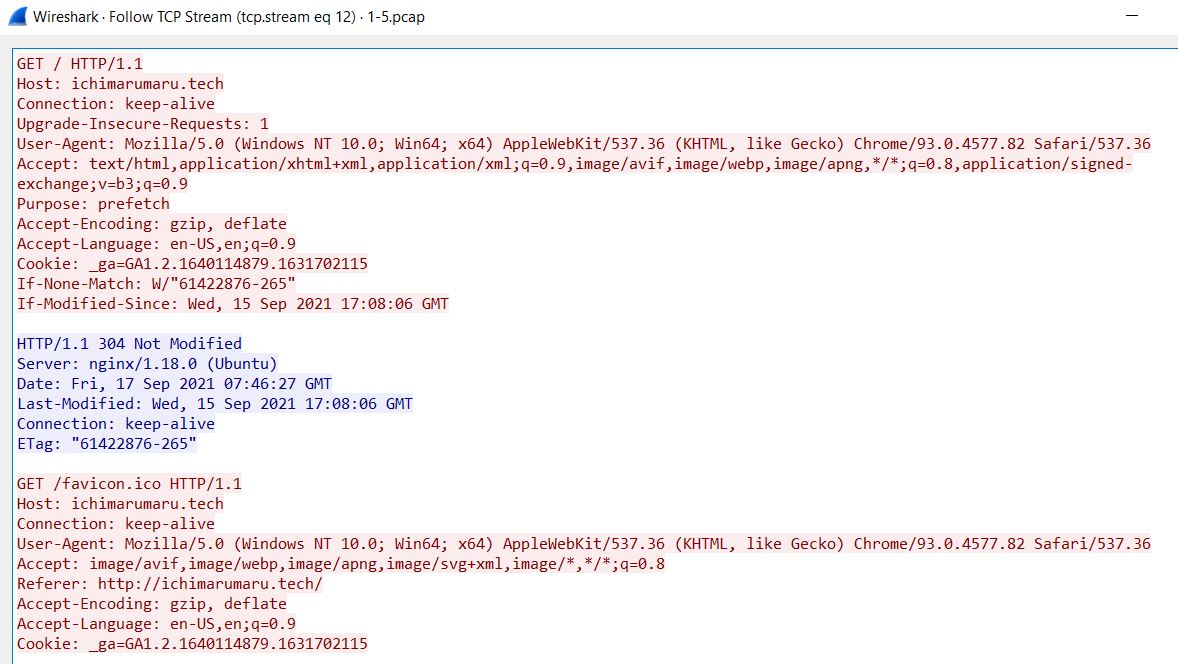 Wireshark · Follow TCP Stream (tcp.stream eq 12) · 1-5.pcap
GET / HTTP/1.1
Host: ichimarumaru.tech
Connection: keep-alive
Upgrade-Insecure-Requests: 1
User-Agent: Mozilla/5.0 (Windows NT 10.0; Win64; x64) AppleWebKit/537.36 (KHTML, like Gecko) Chrome/93.0.4577.82 Safari/537.36
Accept: text/html,application/xhtml+xml,application/xml;q=0.9,image/avif,image/webp,image/apng,*/*;q=0.8,application/signed-
exchange;v=b3;q=0.9
Purpose: prefetch
Accept-Encoding: gzip, deflate
Accept-Language: en-US,en;q=0.9
Cookie: _ga=GA1.2.1640114879.1631702115
If-None-Match: W/"61422876-265"
If-Modified-Since: Wed, 15 Sep 2021 17:08:06 GMT
HTTP/1.1 304 Not Modified
Server: nginx/1.18.0 (Ubuntu)
Date: Fri, 17 Sep 2021 07:46:27 GMT
Last-Modified: Wed, 15 Sep 2021 17:08:06 GMT
Connection: keep-alive
ETag: "61422876-265"
GET /favicon.ico HTTP/1.1
Host: ichimarumaru.tech
Connection: keep-alive
User-Agent: Mozilla/5.0 (Windows NT 10.0; Win64; x64) AppleWebKit/537.36 (KHTML, like Gecko) Chrome/93.0.4577.82 Safari/537.36
Accept: image/avif,image/webp,image/apng,image/svg+xml,image/*,*/*;q=0.8
Referer: http://ichimarumaru.tech/
Accept-Encoding: gzip, deflate
Accept-Language: en-US,en;q=0.9
Cookie: _ga=GA1.2.1640114879.1631702115